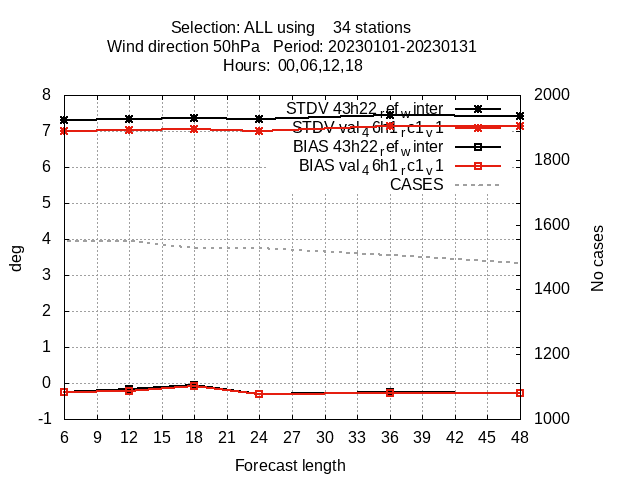 Selection: ALL using    34 stations
Wind direction 50hPa   Period: 20230101-20230131
Hours:  00,06,12,18
STDV 43h22_ref_winter
STDV val_46h1_rc1_v1
BIAS 43h22_ref_winter
BIAS val_46h1_rc1_v1
CASES
8
7
6
5
4
3
2
1
0
-1
deg
2000
1800
1600
1400
1200
1000
No cases
6 9 12 15 18 21 24 27 30 33 36 39 42 45 48
Forecast length